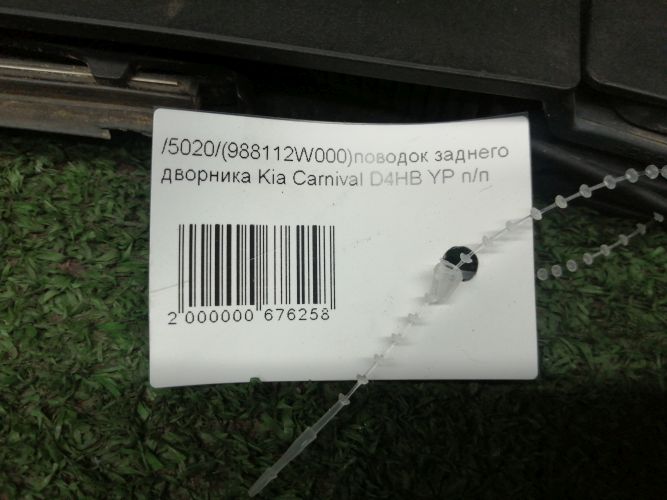 /5020/(988112W000)поводок заднего
дворника Kia Carnival D4HB YP п/п
2 000000 676258